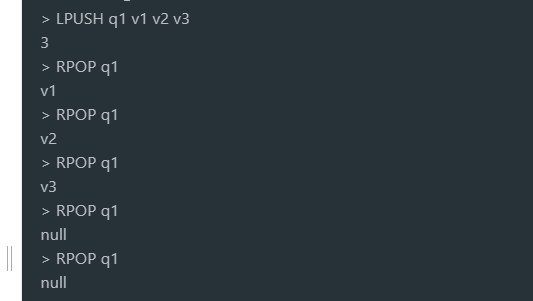 > LPUSH q1 v1 v2 v3
3
> RPOP q1
v1
> RPOP q1
v2
> RPOP q1
v3
> RPOP q1
null
> RPOP q1
null